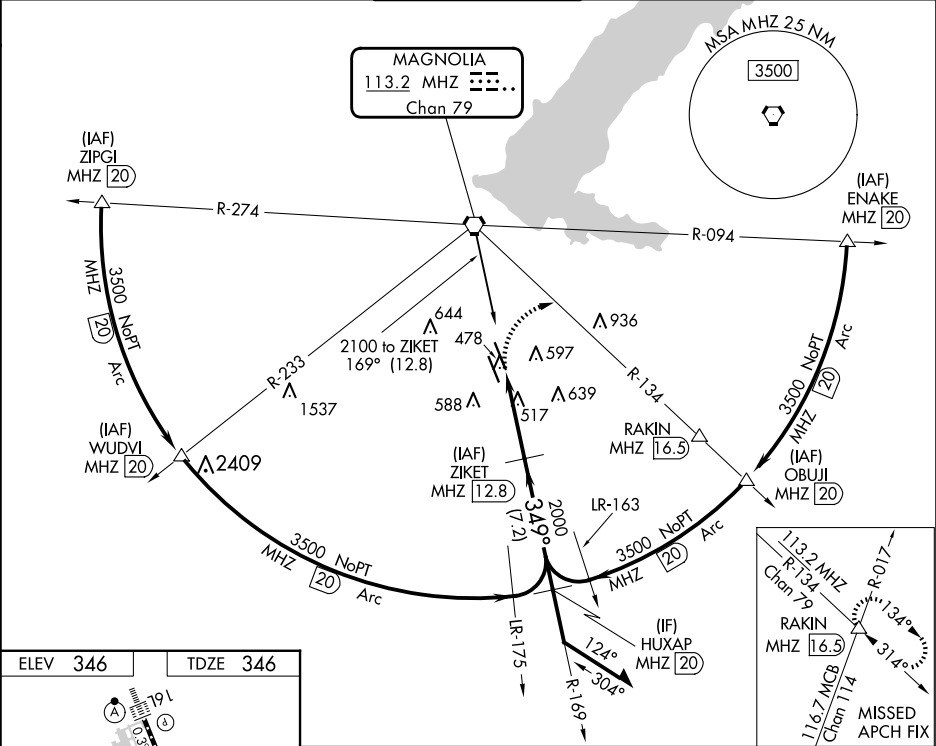 MAGNOLIA
113.2 MHZ
Chan 79
MSA MHZ 25 NM
3500
(IAF)
ZIPGI
MHZ 20
R-274
R-094
(IAF)
ENAKE
MHZ 20
3500 NoPT
MHZ 20 Arc
R-233
2100 to ZIKET
169° (12.8)
644
478
936
597
639
517
588
1537
R-134
3500 NoPT
MHZ 20 Arc
RAKIN
MHZ 16.5
(IAF)
WUDVI
MHZ 20
2409
(IAF)
ZIKET
MHZ 12.8
(IAF)
OBUJI
MHZ 20
349°
2000
(7.2)
LR-163
3500 NoPT
MHZ 20 Arc
3500 NoPT
MHZ 20 Arc
LR-175
124°
304°
R-169
(IF)
HUXAP
MHZ 20
113.2 MHZ
R-134
Chan 79
R-017
134°
314°
RAKIN
MHZ 16.5
116.7 MCB
Chan 114
MISSED
APCH FIX
ELEV 346
TDZE 346
16L
A
P